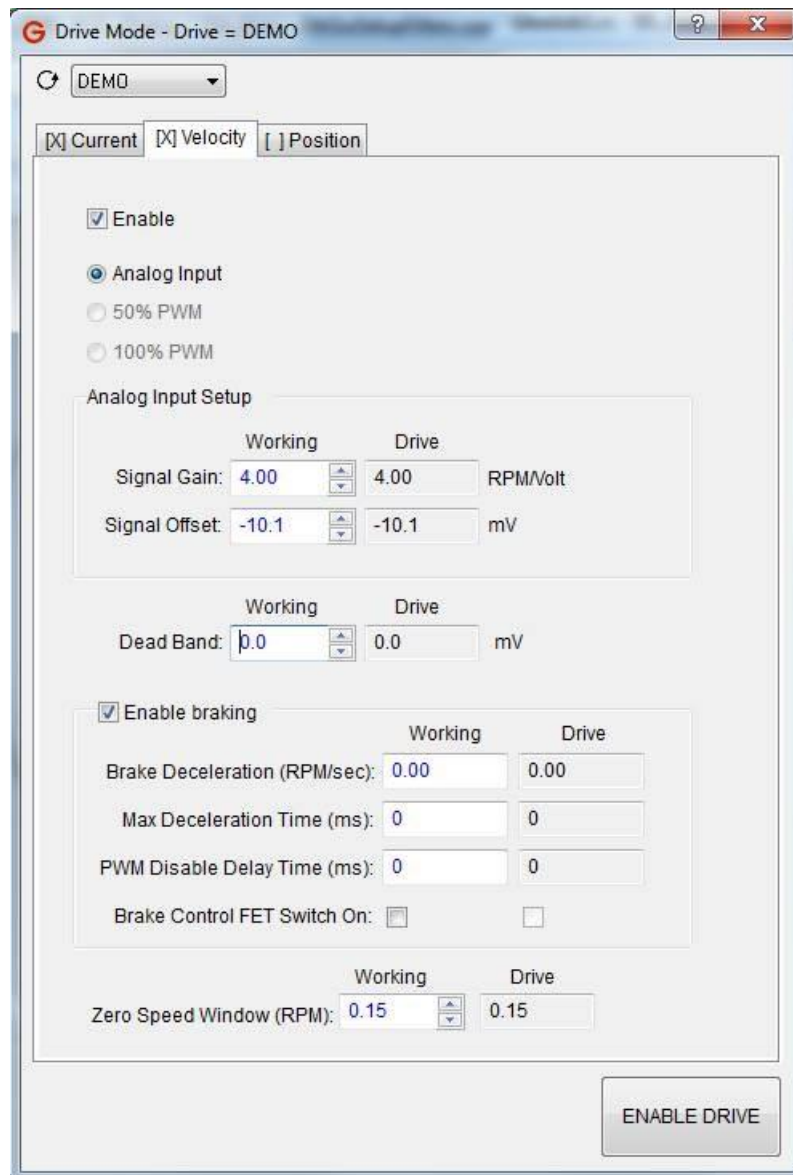 G Drive Mode - Drive = DEMO ? X
DEMO
[X] Current [X] Velocity [ ] Position
Enable
Analog Input
50% PWM
100% PWM
Analog Input Setup
Working Drive
Signal Gain: 4.00 4.00 RPM/Volt
Signal Offset: -10.1 -10.1 mV
Working Drive
Dead Band: 0.0 0.0 mV
Enable braking
Working Drive
Brake Deceleration (RPM/sec): 0.00 0.00
Max Deceleration Time (ms): 0 0
PWM Disable Delay Time (ms): 0 0
Brake Control FET Switch On:
Working Drive
Zero Speed Window (RPM): 0.15 0.15
ENABLE DRIVE